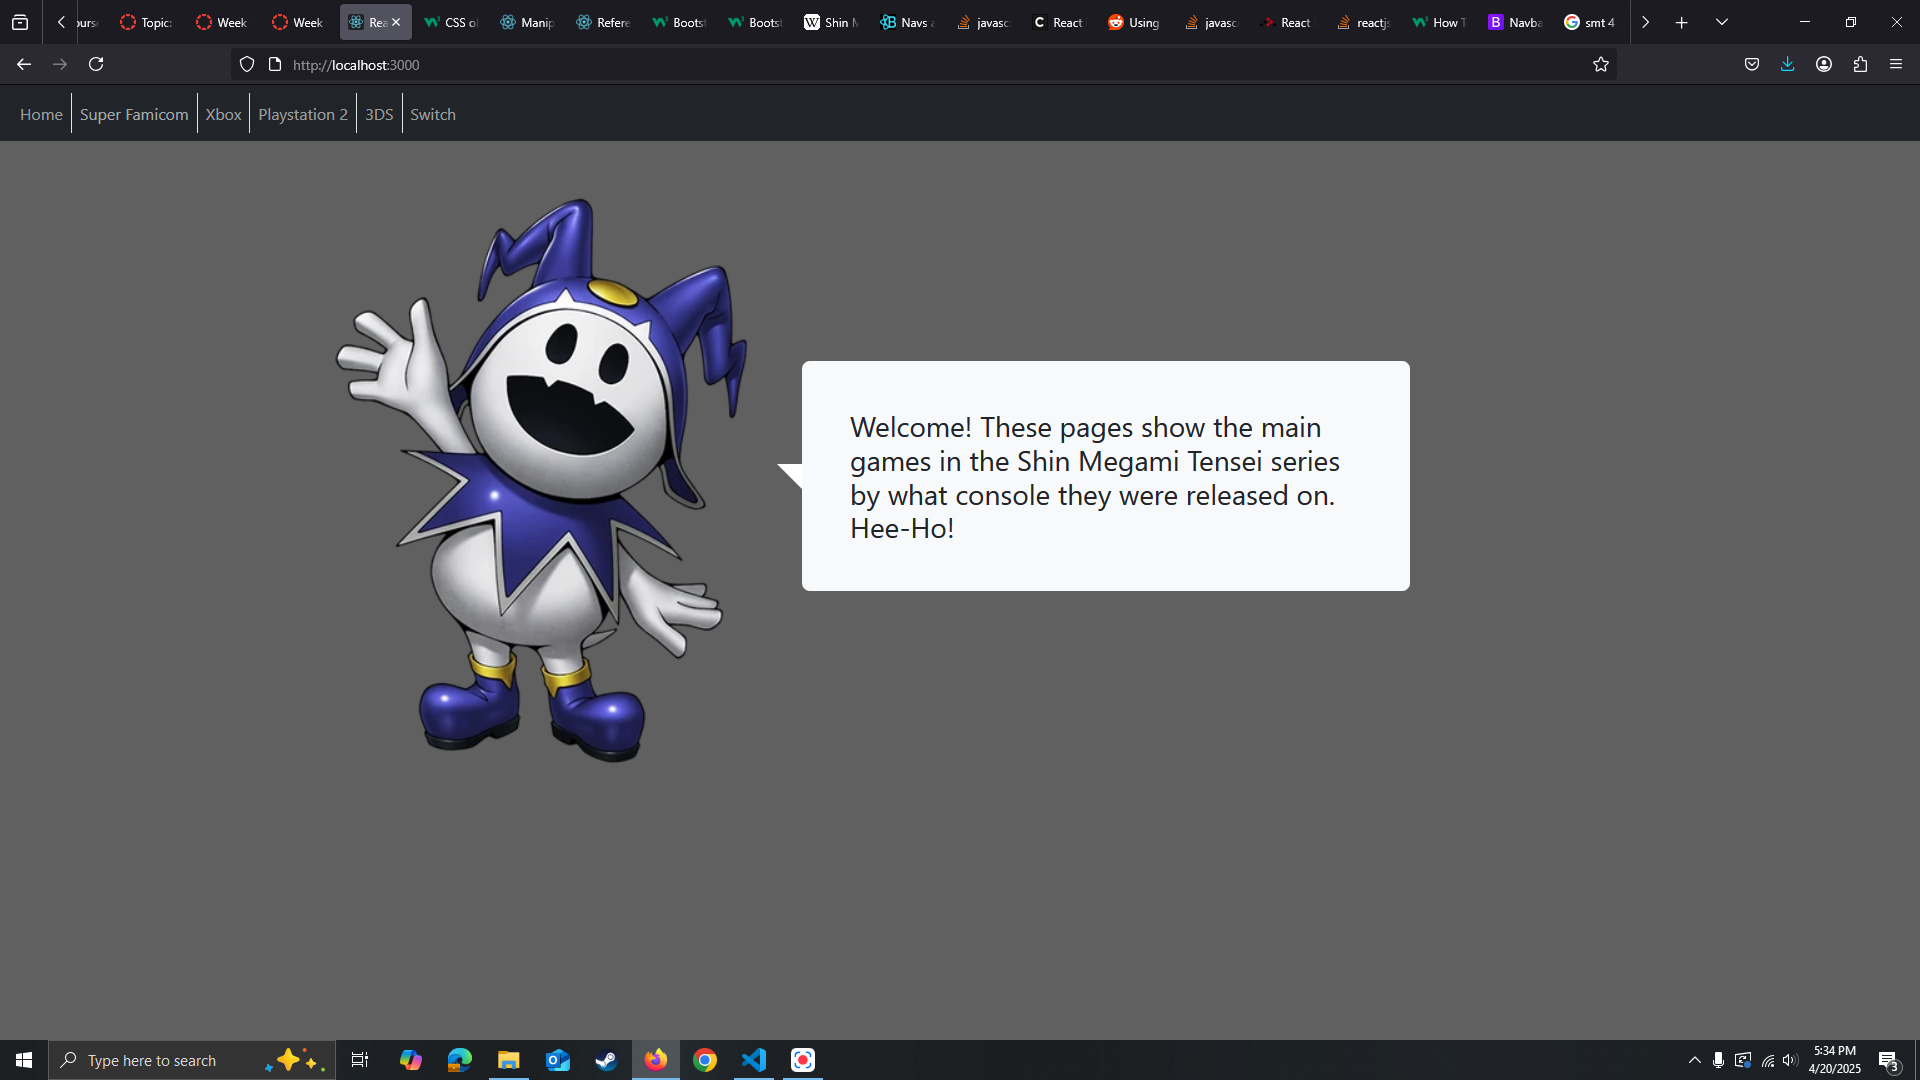 ourse
Topic:
Week
Week
Rea
CSS ol
Manip
Refere
Bootst
Bootst
Shin M
Navs a
javasc
React
Using
javasc
React
reactjs
How T
Navba
smt 4
http://localhost:3000
Home
Super Famicom
Xbox
Playstation 2
3DS
Switch
Welcome! These pages show the main
games in the Shin Megami Tensei series
by what console they were released on.
Hee-Ho!
Type here to search
5:34 PM
4/20/2025
3